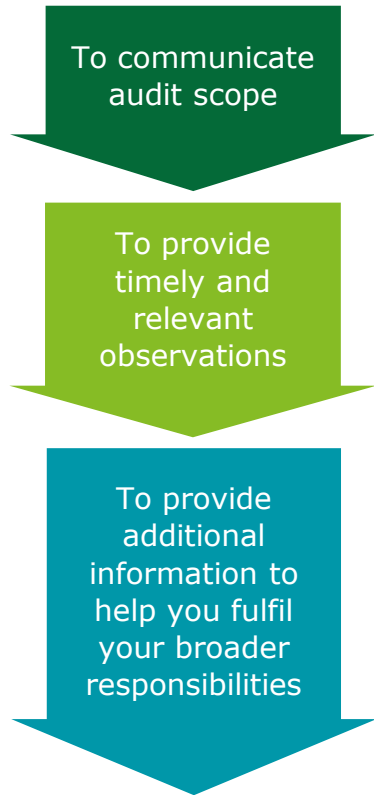 To communicate
audit scope
To provide
timely and
relevant
observations
To provide
additional
information to
help you fulfil
your broader
responsibilities